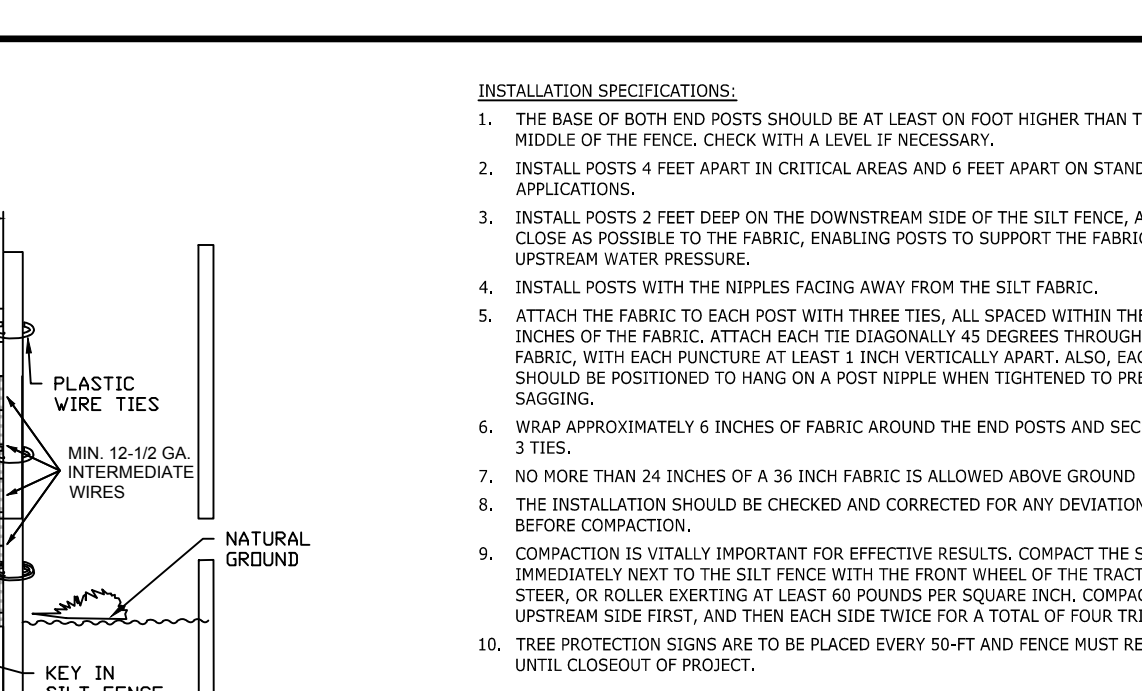 INSTALLATION SPECIFICATIONS:
1. THE BASE OF BOTH END POSTS SHOULD BE AT LEAST ON FOOT HIGHER THAN
MIDDLE OF THE FENCE. CHECK WITH A LEVEL IF NECESSARY.
2. INSTALL POSTS 4 FEET APART IN CRITICAL AREAS AND 6 FEET APART ON
APPLICATIONS.
3. INSTALL POSTS 2 FEET DEEP ON THE DOWNSTREAM SIDE OF THE SILT FENCE,
CLOSE AS POSSIBLE TO THE FABRIC, ENABLING POSTS TO SUPPORT THE
UPSTREAM WATER PRESSURE.
4. INSTALL POSTS WITH THE NIPPLES FACING AWAY FROM THE SILT FABRIC.
5. ATTACH THE FABRIC TO EACH POST WITH THREE TIES, ALL SPACED WITHIN
INCHES OF THE FABRIC. ATTACH EACH TIE DIAGONALLY 45 DEGREES THROUGH
FABRIC, WITH EACH PUNCTURE AT LEAST 1 INCH VERTICALLY APART. ALSO,
SHOULD BE POSITIONED TO HANG ON A POST NIPPLE WHEN TIGHTENED TO
SAGGING.
6. WRAP APPROXIMATELY 6 INCHES OF FABRIC AROUND THE END POSTS AND
3 TIES.
7. NO MORE THAN 24 INCHES OF A 36 INCH FABRIC IS ALLOWED ABOVE GROUND
8. THE INSTALLATION SHOULD BE CHECKED AND CORRECTED FOR ANY
BEFORE COMPACTION.
9. COMPACTION IS VITALLY IMPORTANT FOR EFFECTIVE RESULTS. COMPACT THE
IMMEDIATELY NEXT TO THE SILT FENCE WITH THE FRONT WHEEL OF THE
STEER, OR ROLLER EXERTING AT LEAST 60 POUNDS PER SQUARE INCH.
UPSTREAM SIDE FIRST, AND THEN EACH SIDE TWICE FOR A TOTAL OF FOUR
10. TREE PROTECTION SIGNS ARE TO BE PLACED EVERY 50-FT AND FENCE MUST
UNTIL CLOSEOUT OF PROJECT.
PLASTIC
WIRE TIES
MIN. 12-1/2 GA.
INTERMEDIATE
WIRES
NATURAL
GROUND
KEY IN
SILT FENCE